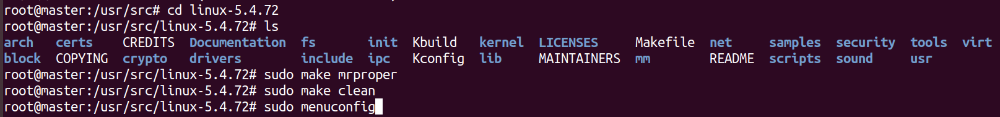 root@master:/usr/src# cd linux-5.4.72
root@master:/usr/src/linux-5.4.72# ls
arch certs CREDITS Documentation fs init Kbuild kernel LICENSES Makefile net samples security tools virt
block COPYING crypto drivers include ipc Kconfig lib MAINTAINERS mm README scripts sound usr
root@master:/usr/src/linux-5.4.72# sudo make mrproper
root@master:/usr/src/linux-5.4.72# sudo make clean
root@master:/usr/src/linux-5.4.72# sudo menuconfig